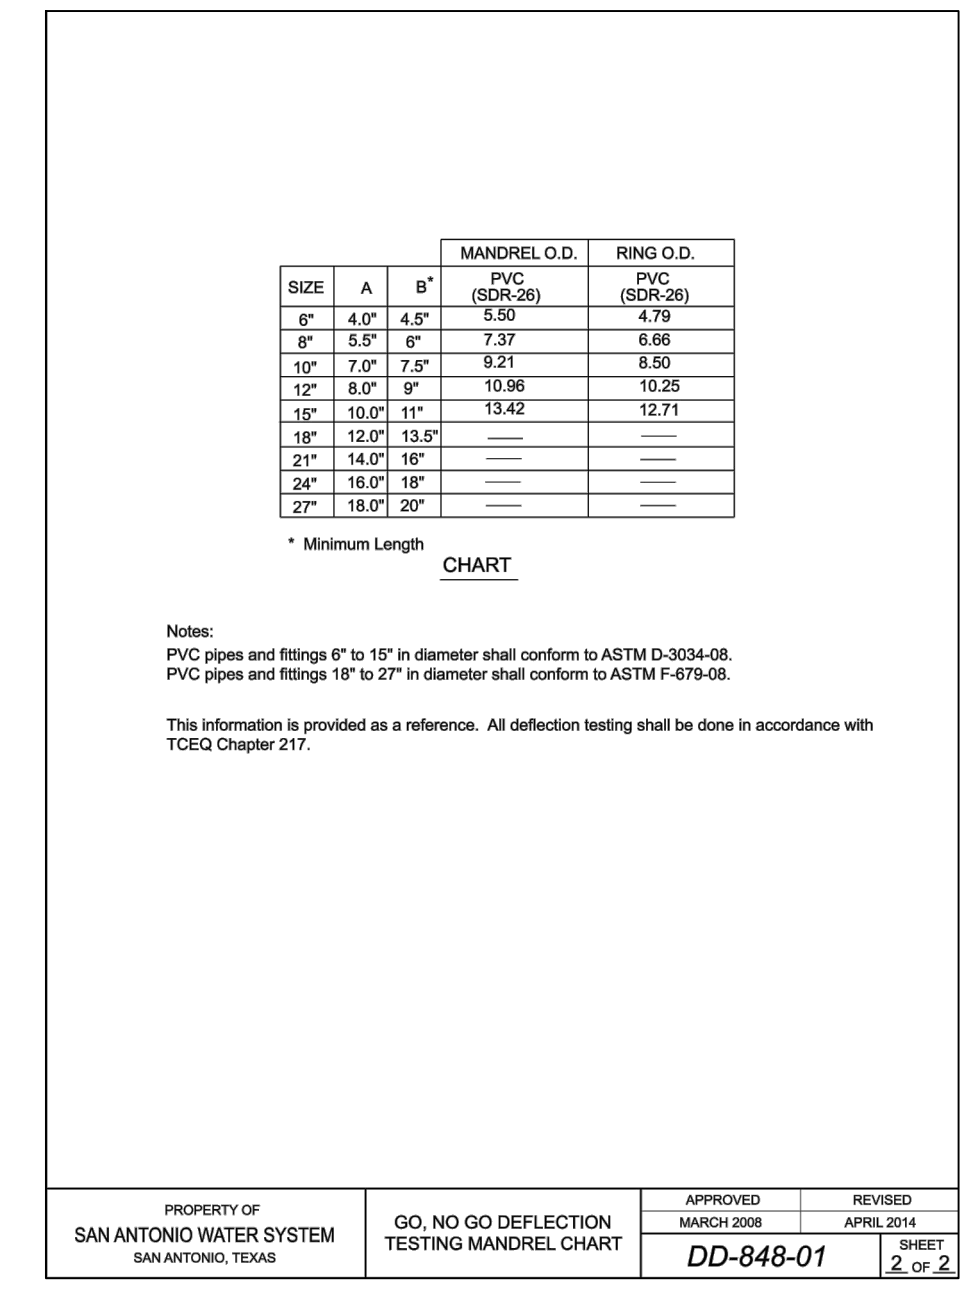 MANDREL O.D. RING O.D.
SIZE A B* PVC (SDR-26) PVC (SDR-26)
6" 4.0" 4.5" 5.50 4.79
8" 5.5" 6" 7.37 6.66
10" 7.0" 7.5" 9.21 8.50
12" 8.0" 9" 10.96 10.25
15" 10.0" 11" 13.42 12.71
18" 12.0" 13.5" — —
21" 14.0" 16" — —
24" 16.0" 18" — —
27" 18.0" 20" — —
* Minimum Length
CHART
Notes:
PVC pipes and fittings 6" to 15" in diameter shall conform to ASTM D-3034-08.
PVC pipes and fittings 18" to 27" in diameter shall conform to ASTM F-679-08.
This information is provided as a reference. All deflection testing shall be done in accordance with
TCEQ Chapter 217.
PROPERTY OF
SAN ANTONIO WATER SYSTEM
SAN ANTONIO, TEXAS
GO, NO GO DEFLECTION
TESTING MANDREL CHART
APPROVED REVISED
MARCH 2008 APRIL 2014
DD-848-01
SHEET
2 OF 2